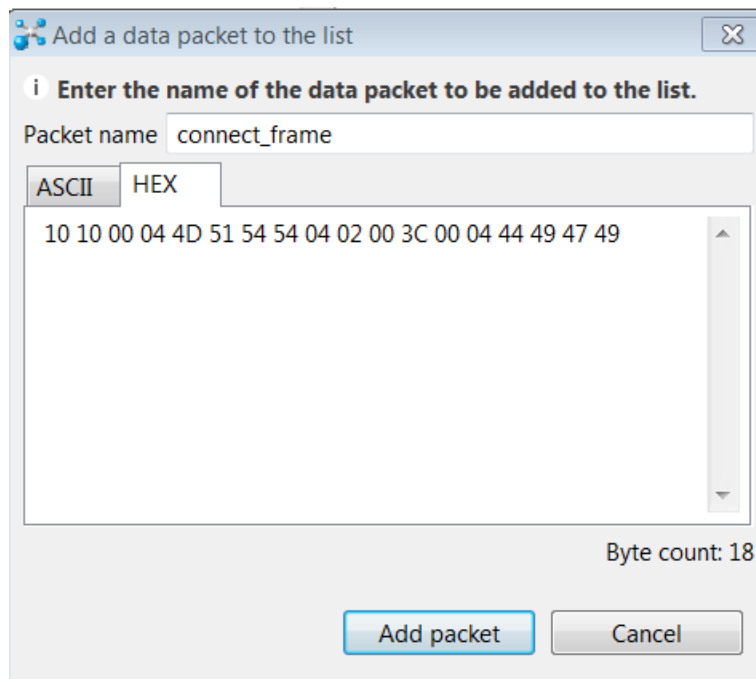 Add a data packet to the list
i Enter the name of the data packet to be added to the list.
Packet name connect_frame
ASCII HEX
10 10 00 04 4D 51 54 54 04 02 00 3C 00 04 44 49 47 49
Byte count: 18
Add packet Cancel